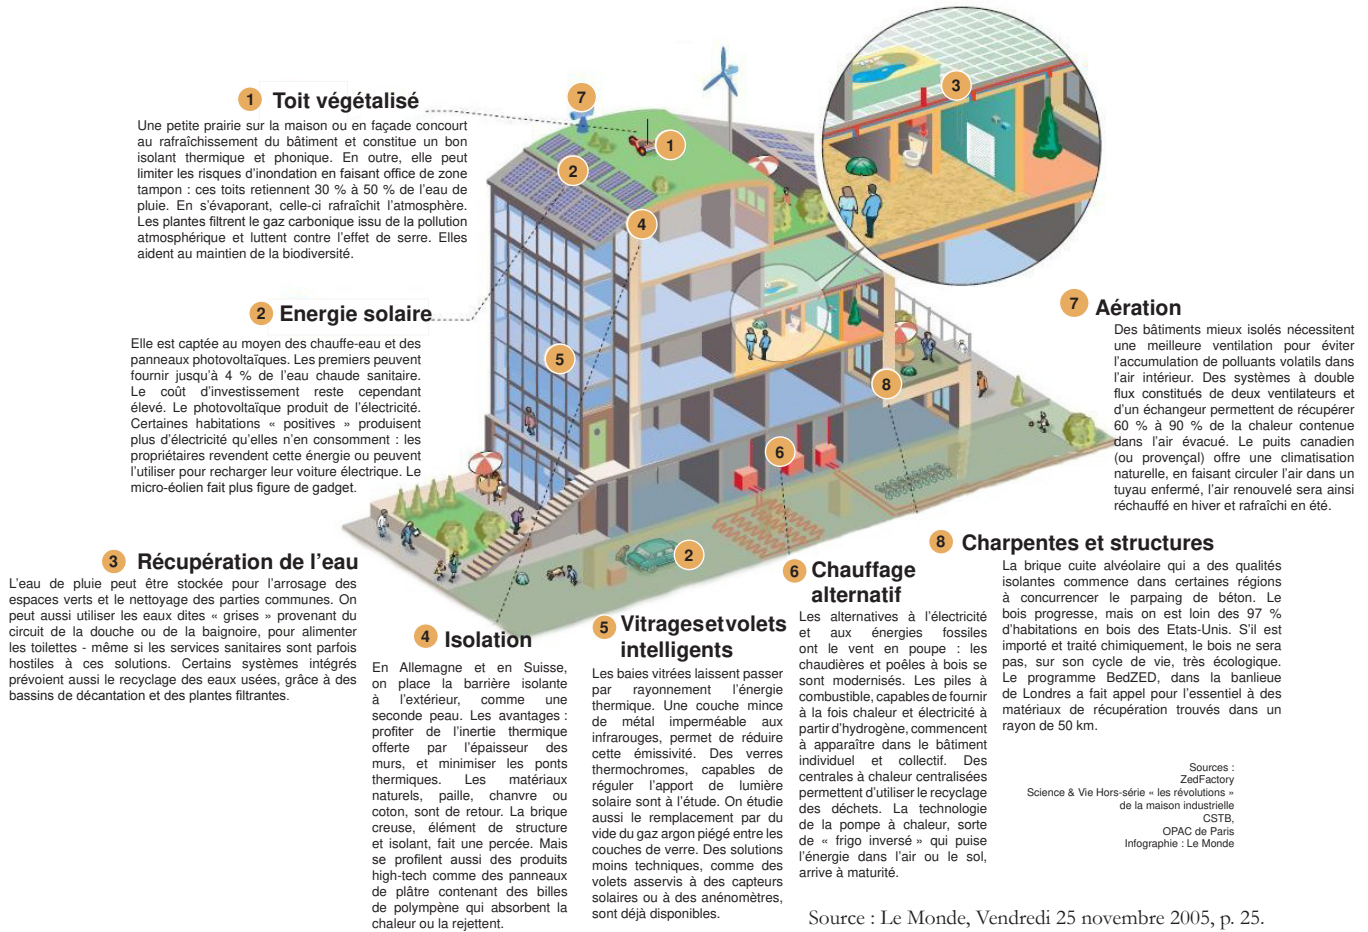 1 Toit végétalisé
Une petite prairie sur la maison ou en façade concourt
au rafraîchissement du bâtiment et constitue un bon
isolant thermique et phonique. En outre, elle peut
limiter les risques d'inondation en faisant office de zone
tampon : ces toits retiennent 30 % à 50 % de l'eau de
pluie. En s'évaporant, celle-ci rafraîchit l'atmosphère.
Les plantes filtrent le gaz carbonique issu de la pollution
atmosphérique et luttent contre l'effet de serre. Elles
aident au maintien de la biodiversité.
2 Energie solaire
Elle est captée au moyen des chauffe-eau et des
panneaux photovoltaïques. Les premiers peuvent
fournir jusqu'à 4 % de l'eau chaude sanitaire.
Le coût d'investissement reste cependant
élevé. Le photovoltaïque produit de l'électricité.
Certaines habitations « positives » produisent
plus d'électricité qu'elles n'en consomment : les
propriétaires revendent cette énergie ou peuvent
l'utiliser pour recharger leur voiture électrique. Le
micro-éolien fait plus figure de gadget.
3 Récupération de l'eau
L'eau de pluie peut être stockée pour l'arrosage des
espaces verts et le nettoyage des parties communes. On
peut aussi utiliser les eaux dites « grises » provenant du
circuit de la douche ou de la baignoire, pour alimenter
les toilettes - même si les services sanitaires sont parfois
hostiles à ces solutions. Certains systèmes intégrés
prévoient aussi le recyclage des eaux usées, grâce à des
bassins de décantation et des plantes filtrantes.
4 Isolation
En Allemagne et en Suisse,
on place la barrière isolante
à l'extérieur, comme une
seconde peau. Les avantages :
profiter de l'inertie thermique
offerte par l'épaisseur des
murs, et minimiser les ponts
thermiques. Les matériaux
naturels, paille, chanvre ou
coton, sont de retour. La brique
creuse, élément de structure
et isolant, fait une percée. Mais
se profilent aussi des produits
high-tech comme des panneaux
de plâtre contenant des billes
de polympène qui absorbent la
chaleur ou la rejettent.
5 Vitrages et volets
intelligents
Les baies vitrées laissent passer
par rayonnement l'énergie
thermique. Une couche mince
de métal imperméable aux
infrarouges, permet de réduire
cette émissivité. Des verres
thermochromes, capables de
réguler l'apport de lumière
solaire sont à l'étude. On étudie
aussi le remplacement par du
vide du gaz argon piégé entre les
couches de verre. Des solutions
moins techniques, comme des
volets asservis à des capteurs
solaires ou à des anénomètres,
sont déjà disponibles.
6 Chauffage
alternatif
Les alternatives à l'électricité
et aux énergies fossiles
ont le vent en poupe : les
chaudières et poêles à bois se
sont modernisés. Les piles à
combustible, capables de fournir
à la fois chaleur et électricité à
partir d'hydrogène, commencent
à apparaître dans le bâtiment
individuel et collectif. Des
centrales à chaleur centralisées
permettent d'utiliser le recyclage
des déchets. La technologie
de la pompe à chaleur, sorte
de « frigo inversé » qui puise
l'énergie dans l'air ou le sol,
arrive à maturité.
7 Aération
Des bâtiments mieux isolés nécessitent
une meilleure ventilation pour éviter
l'accumulation de polluants volatils dans
l'air intérieur. Des systèmes à double
flux constitués de deux ventilateurs et
d'un échangeur permettent de récupérer
60 % à 90 % de la chaleur contenue
dans l'air évacué. Le puits canadien
(ou provençal) offre une climatisation
naturelle, en faisant circuler l'air dans un
tuyau enfermé, l'air renouvelé sera ainsi
réchauffé en hiver et rafraîchi en été.
8 Charpentes et structures
La brique cuite alvéolaire qui a des qualités
isolantes commence dans certaines régions
à concurrencer le parpaing de béton. Le
bois progresse, mais on est loin des 97 %
d'habitations en bois des Etats-Unis. S'il est
importé et traité chimiquement, le bois ne sera
pas, sur son cycle de vie, très écologique.
Le programme BedZED, dans la banlieue
de Londres a fait appel pour l'essentiel à des
matériaux de récupération trouvés dans un
rayon de 50 km.
Sources :
ZedFactory
Science & Vie Hors-série « les révolutions »
de la maison industrielle
CSTB,
OPAC de Paris
Infographie : Le Monde
Source : Le Monde, Vendredi 25 novembre 2005, p. 25.
7
1
2
4
3
5
8
6
2